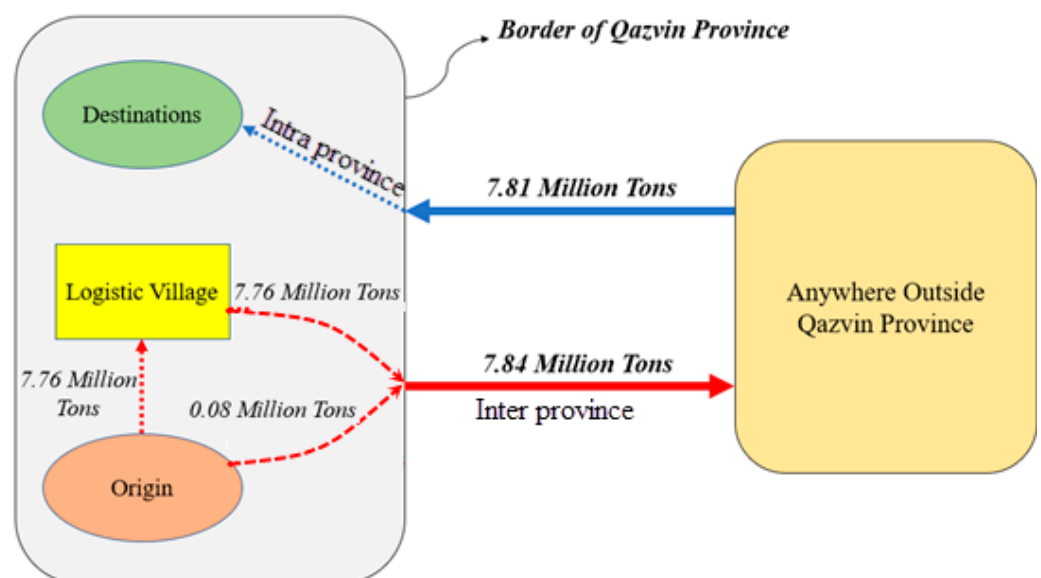 Border of Qazvin Province
Destinations
Intra province
7.81 Million Tons
Logistic Village
7.76 Million Tons
Anywhere Outside
Qazvin Province
7.84 Million Tons
Inter province
7.76 Million
Tons
0.08 Million Tons
Origin